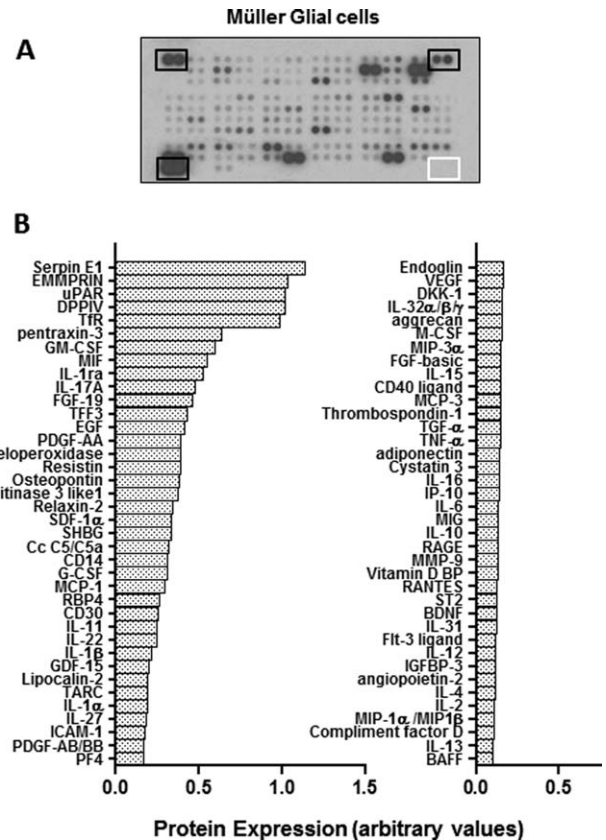 Müller Glial cells
A
B
Serpin E1
EMMPRIN
uPAR
DPPIV
TfR
pentraxin-3
GM-CSF
MIF
IL-1ra
IL-17A
FGF-19
TFF3
EGF
PDGF-AA
eloperoxidase
Resistin
Osteopontin
itinase 3 like1
Relaxin-2
SDF-1α
SHBG
Cc C5/C5a
CD14
G-CSF
MCP-1
RBP4
CD30
IL-11
IL-22
IL-1β
GDF-15
Lipocalin-2
TARC
IL-1α
IL-27
ICAM-1
PDGF-AB/BB
PF4
0.0 0.5 1.0 1.5
Endoglin
VEGF
DKK-1
IL-32α/β/γ
aggrecan
M-CSF
MIP-3α
FGF-basic
IL-15
CD40 ligand
MCP-3
Thrombospondin-1
TGF-α
TNF-α
adiponectin
Cystatin 3
IL-16
IP-10
IL-6
MIG
IL-10
RAGE
MMP-9
Vitamin D BP
RANTES
ST2
BDNF
IL-31
Flt-3 ligand
IL-12
IGFBP-3
angiopoietin-2
IL-4
IL-2
MIP-1α /MIP1β
Compliment factor D
IL-13
BAFF
0.0 0.5
Protein Expression (arbitrary values)